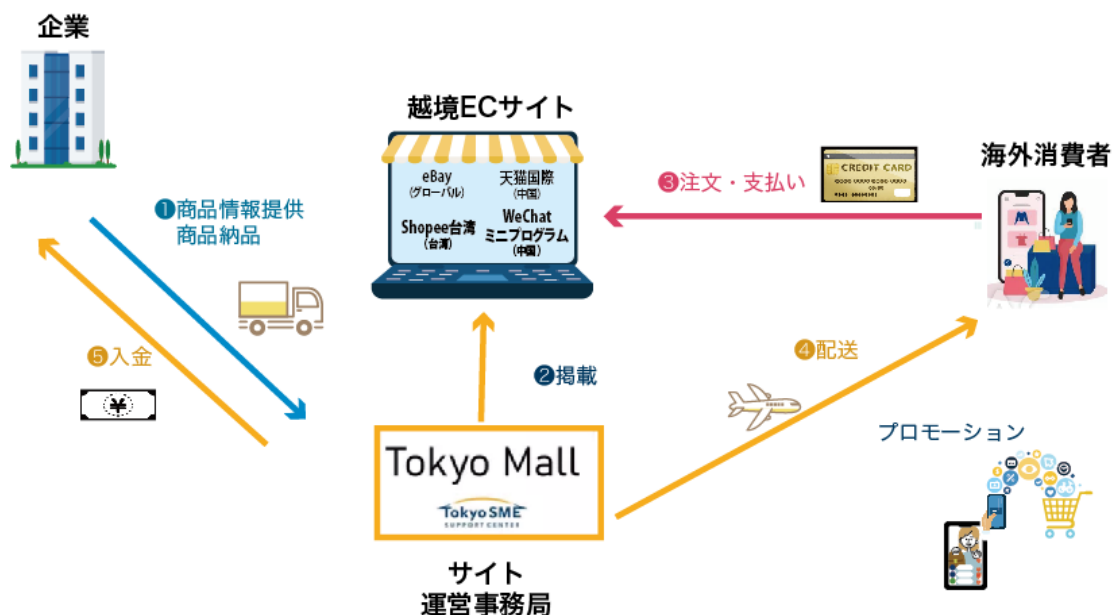 企業
越境ECサイト
海外消費者
eBay
(グローバル)
天猫国際
(中国)
Shopee台湾
(台湾)
WeChat
ミニプログラム
(中国)
❸注文・支払い
CREDIT CARD
❶商品情報提供
商品納品
❺入金
¥
❷掲載
❹配送
プロモーション
Tokyo Mall
TokyoSME
SUPPORT CENTER
サイト
運営事務局